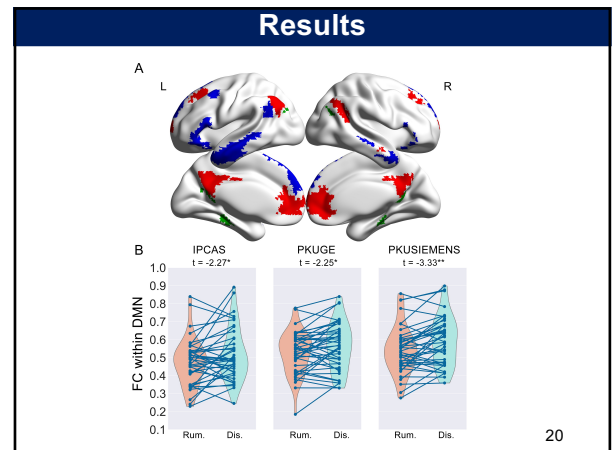 Results
A
L
R
B
IPCAS
t = -2.27*
PKUGE
t = -2.25*
PKUSIEMENS
t = -3.33**
FC within DMN
1.0
0.9
0.8
0.7
0.6
0.5
0.4
0.3
0.2
0.1
Rum.
Dis.
Rum.
Dis.
Rum.
Dis.
20